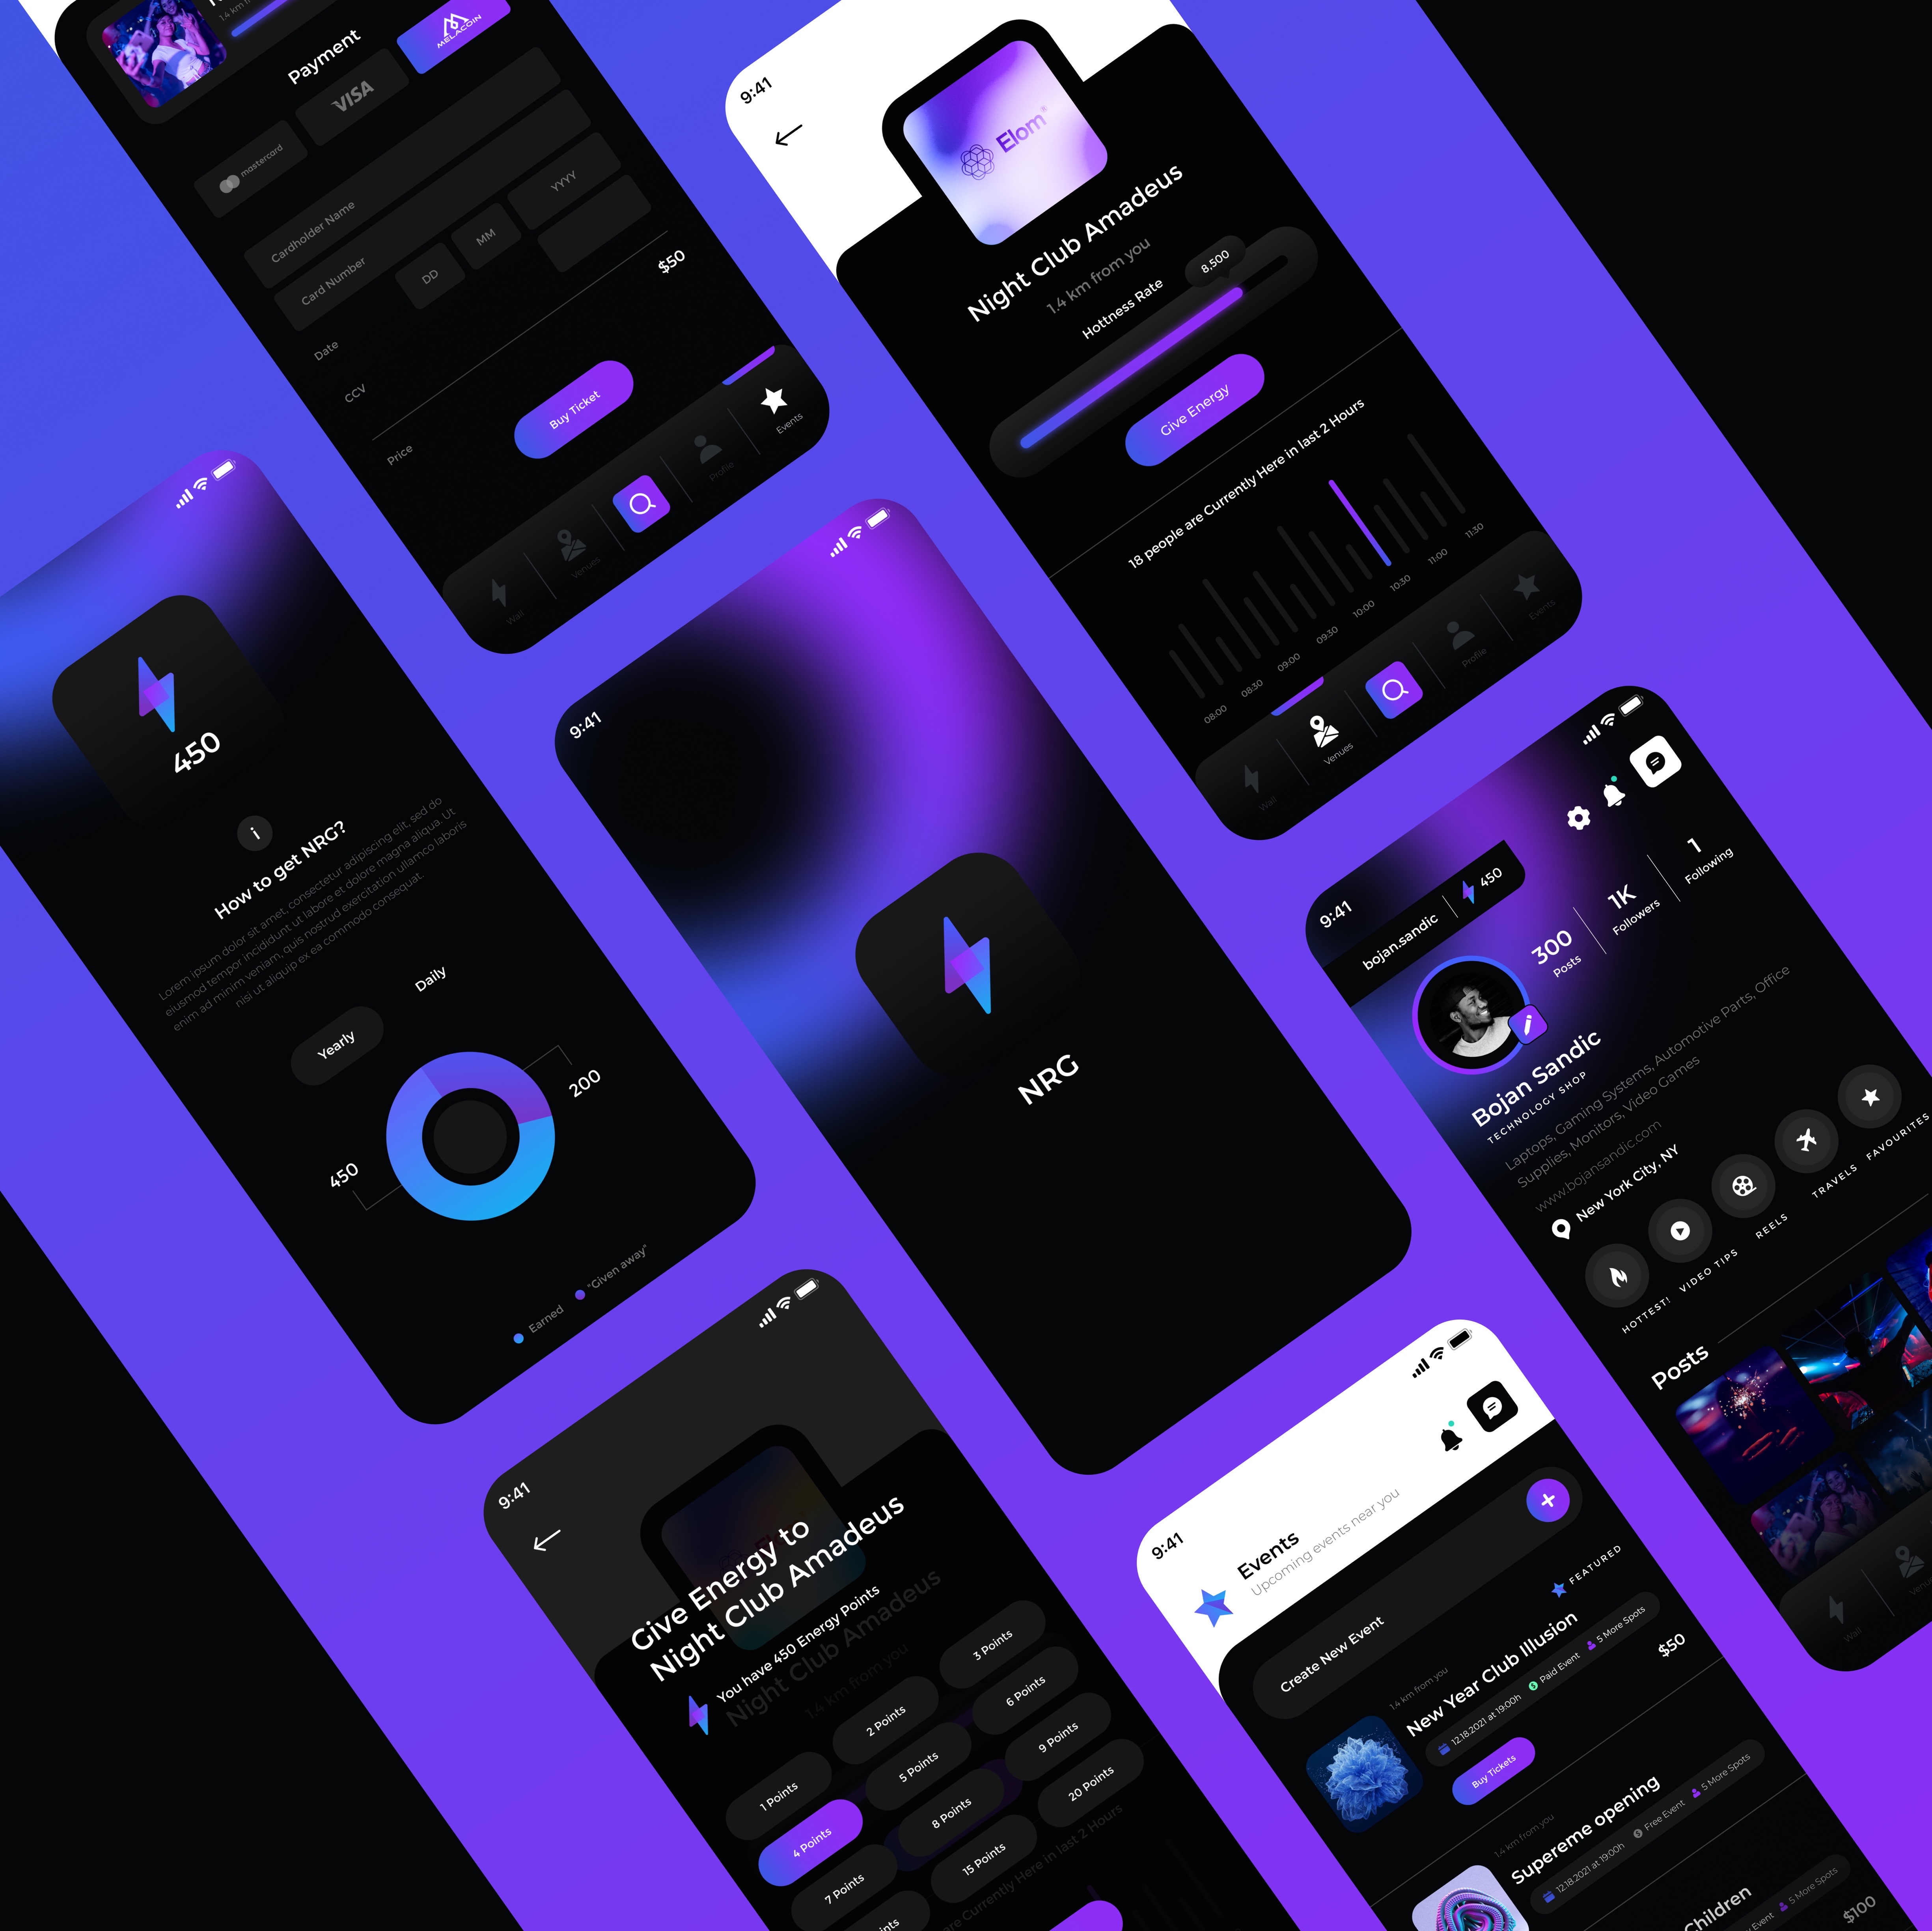 1.4 km
Payment
mastercard
VISA
MELACOIN
Cardholder Name
Card Number
Date
DD
MM
YYYY
CCV
Price
$50
Buy Ticket
Wall
Venues
Profile
Events
9:41
Elom
Night Club Amadeus
1.4 km from you
Hottness Rate
8,500
Give Energy
18 people are Currently Here in last 2 Hours
08:00
08:30
09:00
09:30
10:00
10:30
11:00
11:30
Wall
Venues
Profile
Events
450
i
How to get NRG?
Lorem ipsum dolor sit amet, consectetur adipiscing elit, sed do
eiusmod tempor incididunt ut labore et dolore magna aliqua. Ut
enim ad minim veniam, quis nostrud exercitation ullamco laboris
nisi ut aliquip ex ea commodo consequat.
Yearly
Daily
200
450
Earned
"Given away"
9:41
NRG
9:41
bojan.sandic
450
300
Posts
1K
Followers
1
Following
Bojan Sandic
TECHNOLOGY SHOP
Laptops, Gaming Systems, Automotive Parts, Office
Supplies, Monitors, Video Games
www.bojansandic.com
New York City, NY
HOTTEST!
VIDEO TIPS
REELS
TRAVELS
FAVOURITES
Posts
Wall
9:41
Give Energy to
Night Club Amadeus
You have 450 Energy Points
Night Club Amadeus
1.4 km from you
1 Points
2 Points
3 Points
4 Points
5 Points
6 Points
7 Points
8 Points
9 Points
15 Points
20 Points
are Currently Here in last 2 Hours
9:41
Events
Upcoming events near you
Create New Event
FEATURED
1.4 km from you
New Year Club Illusion
12.18.2021 at 19:00h
Paid Event
5 More Spots
$50
Buy Tickets
1.4 km from you
Supereme opening
12.18.2021 at 19:00h
Free Event
5 More Spots
Children
Event
5 More Spots
$100